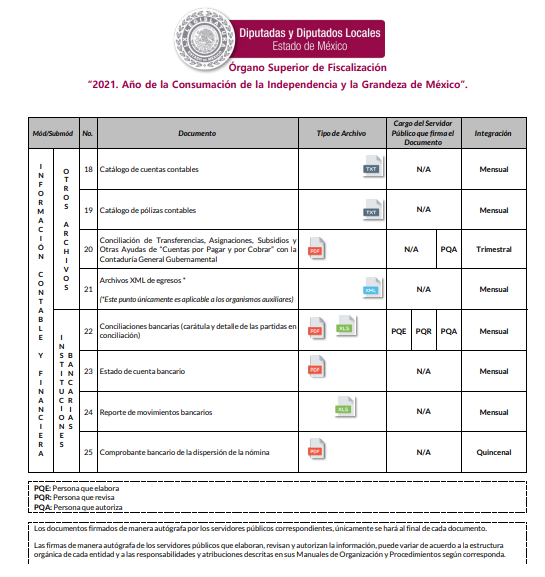 Diputadas y Diputados Locales
Estado de México
Órgano Superior de Fiscalización
"2021. Año de la Consumación de la Independencia y la Grandeza de México".
Mód/Submód No. Documento Tipo de Archivo Cargo del Servidor Público que firma el Documento Integración
INFORMACIÓN CONTABLE Y FINANCIERA
OTROS ARCHIVOS
18 Catálogo de cuentas contables TXT N/A Mensual
19 Catálogo de pólizas contables TXT N/A Mensual
20 Conciliación de Transferencias, Asignaciones, Subsidios y
Otras Ayudas de "Cuentas por Pagar y por Cobrar" con la
Contaduría General Gubernamental PDF N/A PQA Trimestral
21 Archivos XML de egresos *
(*Este punto únicamente es aplicable a los organismos auxiliares) XML N/A Mensual
INSTITUCIONES BANCARIAS
22 Conciliaciones bancarias (carátula y detalle de las partidas en
conciliación) PDF XLS PQE PQR PQA Mensual
23 Estado de cuenta bancario PDF N/A Mensual
24 Reporte de movimientos bancarios XLS N/A Mensual
25 Comprobante bancario de la dispersión de la nómina PDF N/A Quincenal
PQE: Persona que elabora
PQR: Persona que revisa
PQA: Persona que autoriza
Los documentos firmados de manera autógrafa por los servidores públicos correspondientes, únicamente se hará al final de cada documento.
Las firmas de manera autógrafa de los servidores públicos que elaboran, revisan y autorizan la información, puede variar de acuerdo a la estructura
orgánica de cada entidad y a las responsabilidades y atribuciones descritas en sus Manuales de Organización y Procedimientos según corresponda.